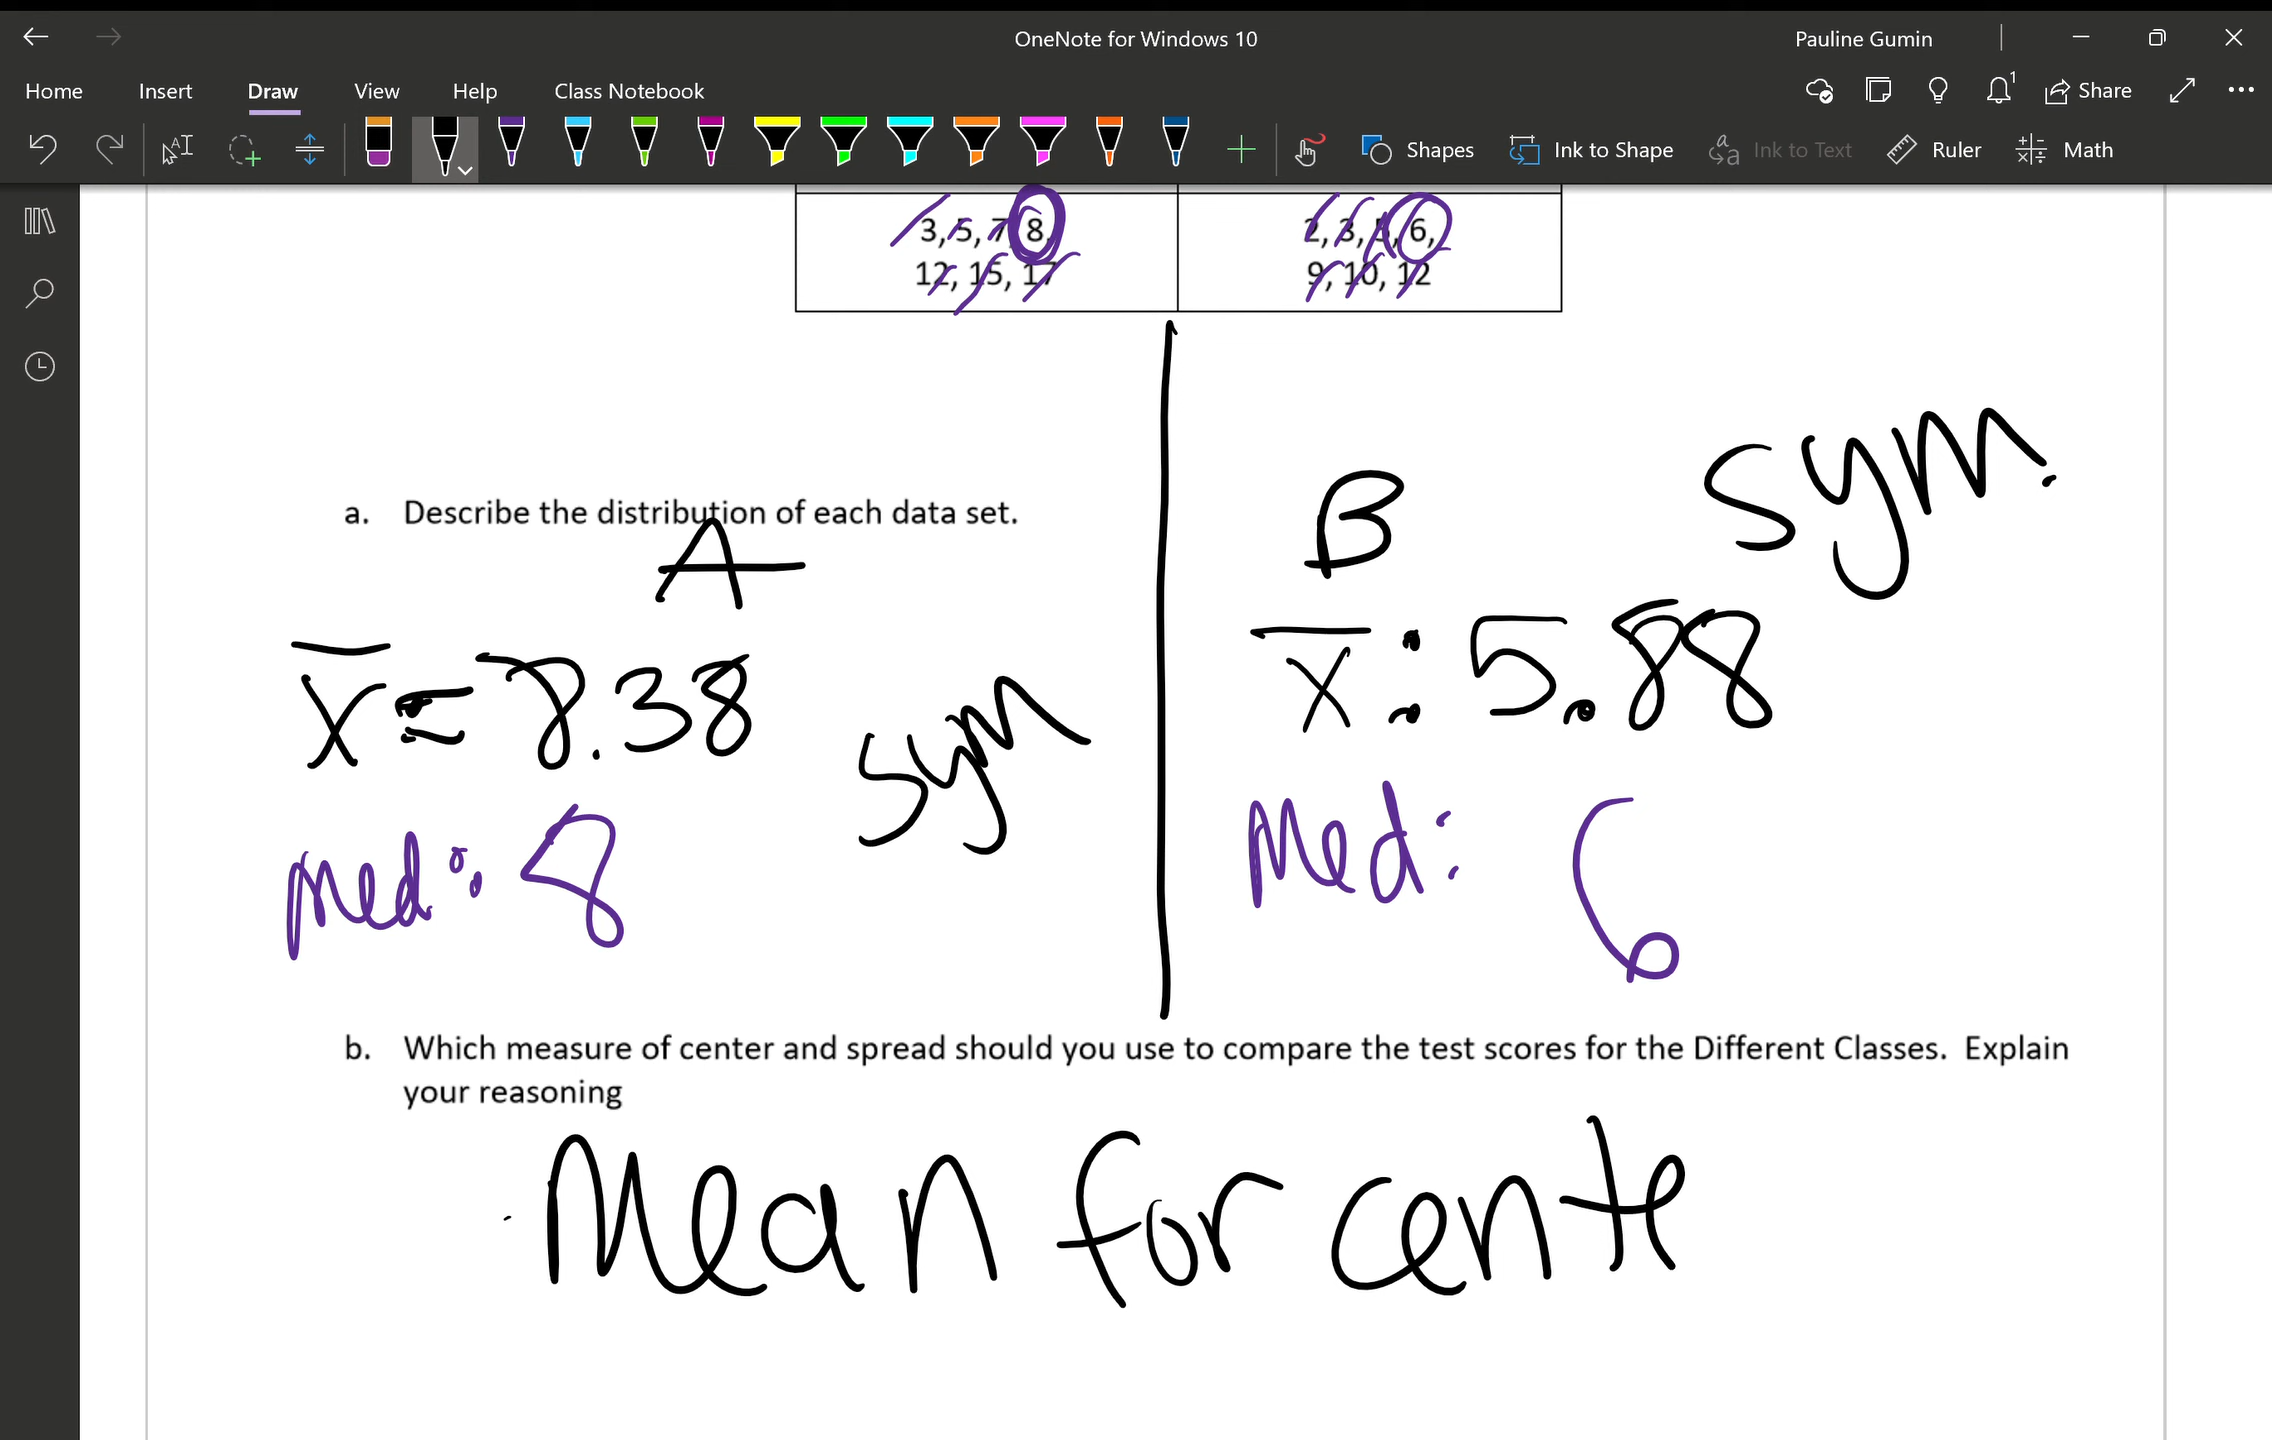 OneNote for Windows 10
Pauline Gumin
Home Insert Draw View Help Class Notebook
1
Share
Shapes Ink to Shape Ink to Text Ruler Math
3, 5, 7, 8,
12, 15, 17
2, 3, 5, 6,
9, 10, 12
a. Describe the distribution of each data set.
A
x̄ = 8.38
sym
Med: 8
B
sym.
x̄: 5.88
Med: 6
b. Which measure of center and spread should you use to compare the test scores for the Different Classes. Explain
your reasoning
Mean for cente